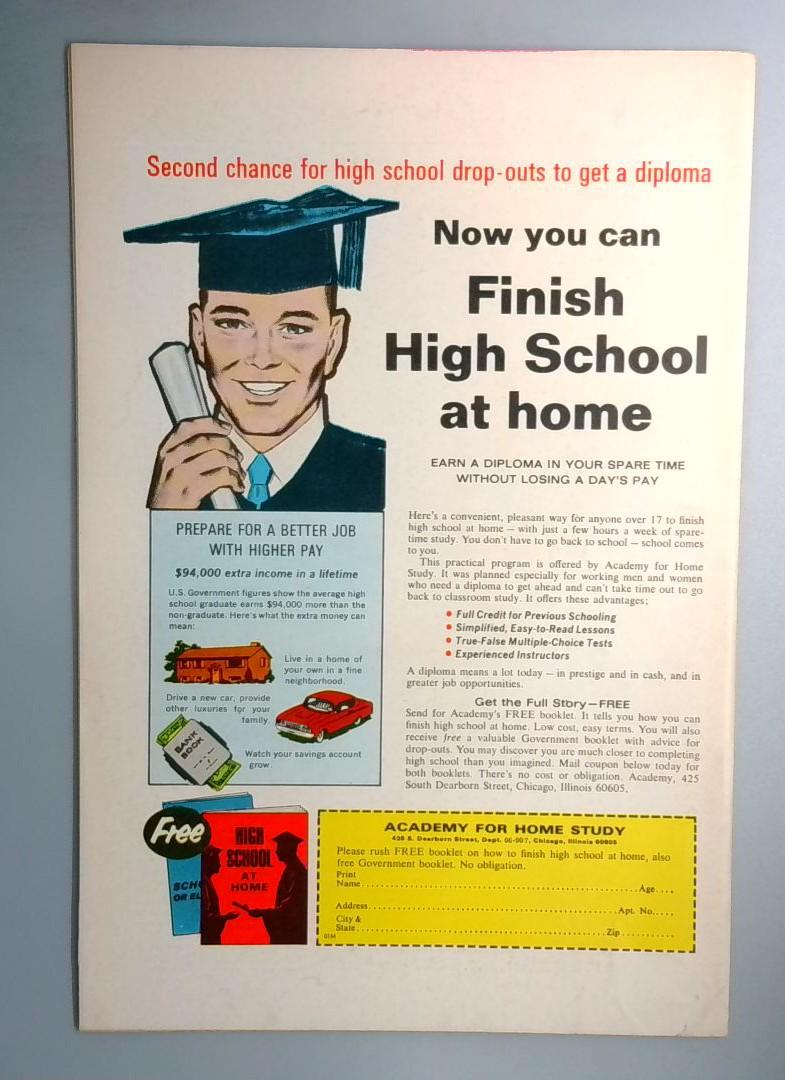 Second chance for high school drop-outs to get a diploma
Now you can
Finish
High School
at home
EARN A DIPLOMA IN YOUR SPARE TIME
WITHOUT LOSING A DAY'S PAY
PREPARE FOR A BETTER JOB
WITH HIGHER PAY
$94,000 extra income in a lifetime
U.S. Government figures show the average high
school graduate earns $94,000 more than the
non-graduate. Here's what the extra money can
mean:
Live in a home of
your own in a fine
neighborhood.
Drive a new car, provide
other luxuries for your
family.
BANK
BOOK
Watch your savings account
grow.
Here's a convenient, pleasant way for anyone over 17 to finish
high school at home – with just a few hours a week of spare-
time study. You don't have to go back to school – school comes
to you.
This practical program is offered by Academy for Home
Study. It was planned especially for working men and women
who need a diploma to get ahead and can't take time out to go
back to classroom study. It offers these advantages:
• Full Credit for Previous Schooling
• Simplified, Easy-to-Read Lessons
• True-False Multiple-Choice Tests
• Experienced Instructors
A diploma means a lot today – in prestige and in cash, and in
greater job opportunities.
Get the Full Story—FREE
Send for Academy's FREE booklet. It tells you how you can
finish high school at home. Low cost, easy terms. You will also
receive free a valuable Government booklet with advice for
drop-outs. You may discover you are much closer to completing
high school than you imagined. Mail coupon below today for
both booklets. There's no cost or obligation. Academy, 425
South Dearborn Street, Chicago, Illinois 60605.
Free
SCH
OR EL
HIGH
SCHOOL
AT
HOME
ACADEMY FOR HOME STUDY
425 S. Dearborn Street, Dept. 66-907, Chicago, Illinois 60605
Please rush FREE booklet on how to finish high school at home, also
free Government booklet. No obligation.
Print
Name.......Age....
Address.......Apt. No.....
City &
State.......Zip...........